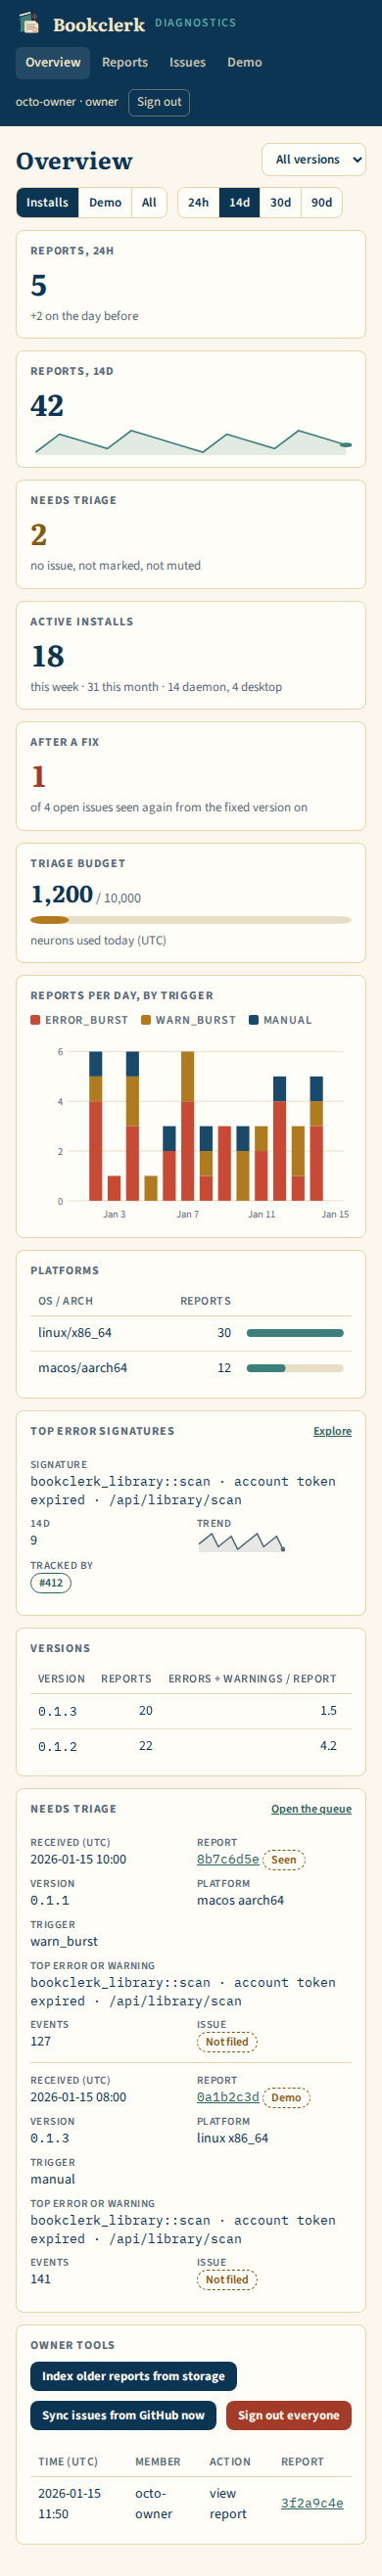 Bookclerk DIAGNOSTICS
Overview Reports Issues Demo
octo-owner · owner Sign out
Overview All versions
Installs Demo All 24h 14d 30d 90d
REPORTS, 24H
5
+2 on the day before
REPORTS, 14D
42
NEEDS TRIAGE
2
no issue, not marked, not muted
ACTIVE INSTALLS
18
this week · 31 this month · 14 daemon, 4 desktop
AFTER A FIX
1
of 4 open issues seen again from the fixed version on
TRIAGE BUDGET
1,200 / 10,000
neurons used today (UTC)
REPORTS PER DAY, BY TRIGGER
ERROR_BURST WARN_BURST MANUAL
6
4
2
0
Jan 3 Jan 7 Jan 11 Jan 15
PLATFORMS
OS / ARCH REPORTS
linux/x86_64 30
macos/aarch64 12
TOP ERROR SIGNATURES Explore
SIGNATURE
bookclerk_library::scan · account token
expired · /api/library/scan
14D TREND
9
TRACKED BY
#412
VERSIONS
VERSION REPORTS ERRORS + WARNINGS / REPORT
0.1.3 20 1.5
0.1.2 22 4.2
NEEDS TRIAGE Open the queue
RECEIVED (UTC) REPORT
2026-01-15 10:00 8b7c6d5e Seen
VERSION PLATFORM
0.1.1 macos aarch64
TRIGGER
warn_burst
TOP ERROR OR WARNING
bookclerk_library::scan · account token
expired · /api/library/scan
EVENTS ISSUE
127 Not filed
RECEIVED (UTC) REPORT
2026-01-15 08:00 0a1b2c3d Demo
VERSION PLATFORM
0.1.3 linux x86_64
TRIGGER
manual
TOP ERROR OR WARNING
bookclerk_library::scan · account token
expired · /api/library/scan
EVENTS ISSUE
141 Not filed
OWNER TOOLS
Index older reports from storage
Sync issues from GitHub now Sign out everyone
TIME (UTC) MEMBER ACTION REPORT
2026-01-15 octo- view 3f2a9c4e
11:50 owner report